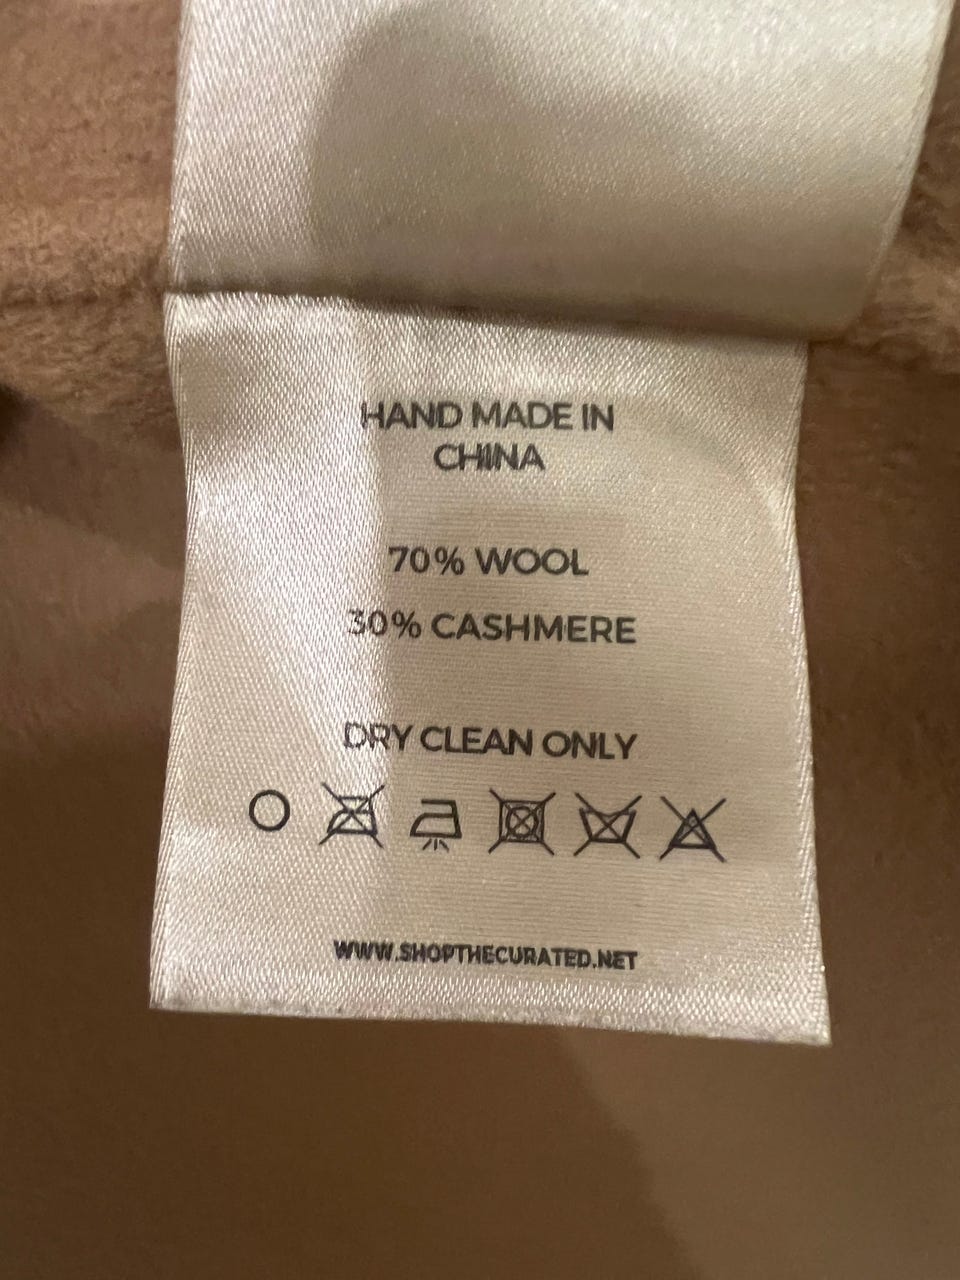 HAND MADE IN
CHINA
70% WOOL
30% CASHMERE
DRY CLEAN ONLY
WWW.SHOPTHECURATED.NET